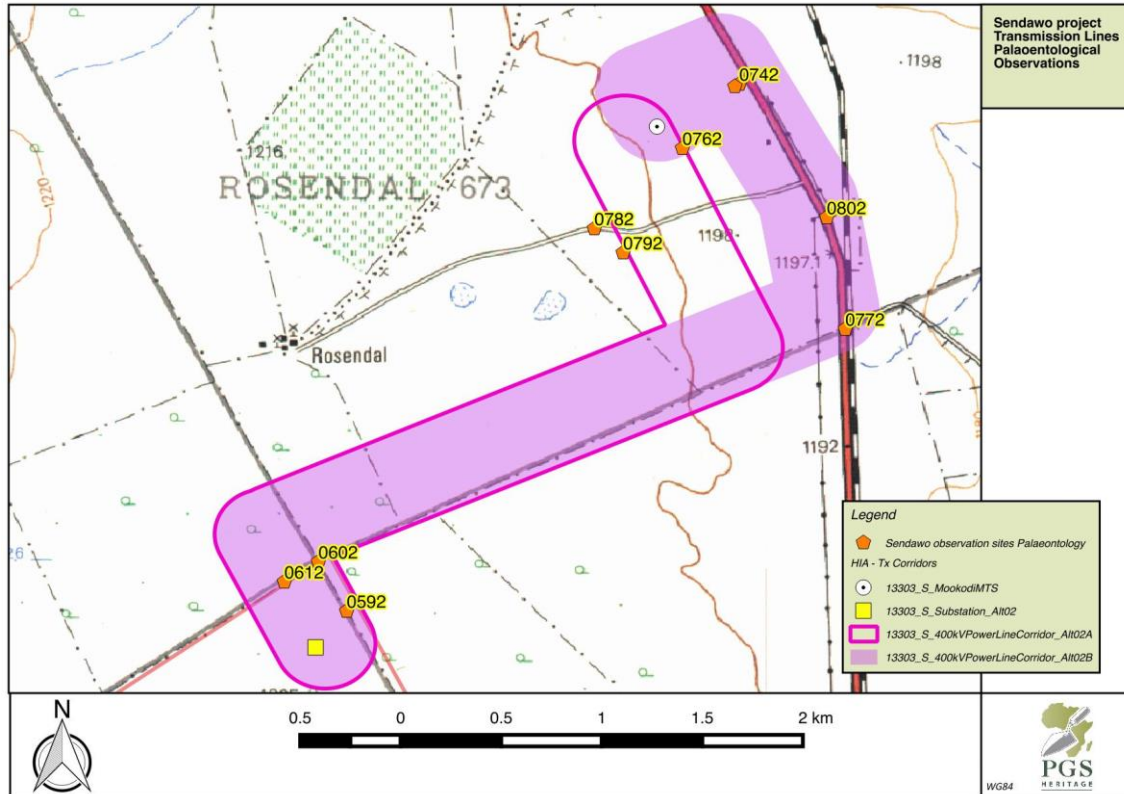 Sendawo project
Transmission Lines
Palaoentological
Observations
1198
0742
1216
0762
ROSENDAL 673
1220
0782
0802
0792
1198
1197.1
0772
Rosendal
1192
0602
0612
0592
Legend
Sendawo observation sites Palaeontology
HIA - Tx Corridors
13303_S_MookodiMTS
13303_S_Substation_Alt02
13303_S_400kVPowerLineCorridor_Alt02A
13303_S_400kVPowerLineCorridor_Alt02B
N
0.5 0 0.5 1 1.5 2 km
WG84
PGS
HERITAGE